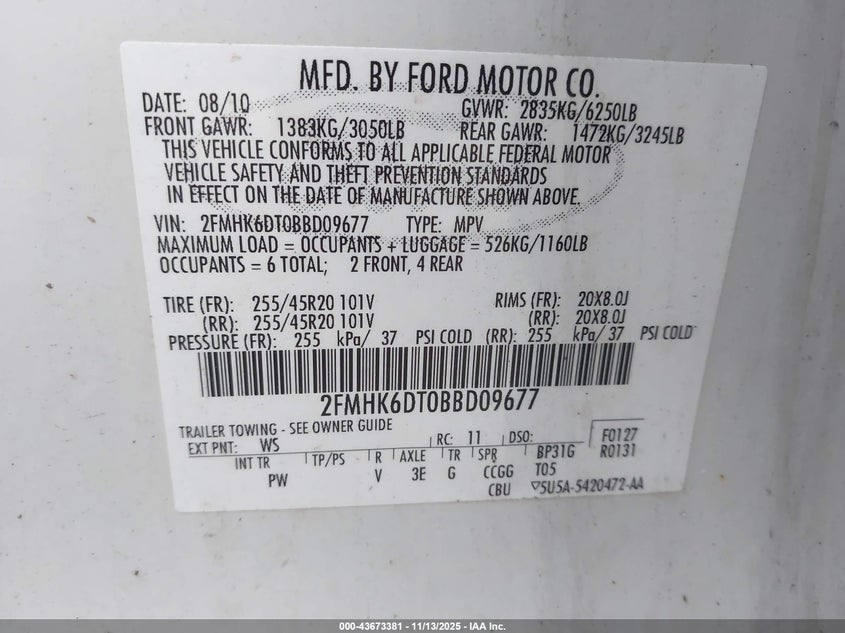 MFD. BY FORD MOTOR CO.
DATE: 08/10 GVWR: 2835KG/6250LB
FRONT GAWR: 1383KG/3050LB REAR GAWR: 1472KG/3245LB
THIS VEHICLE CONFORMS TO ALL APPLICABLE FEDERAL MOTOR
VEHICLE SAFETY AND THEFT PREVENTION STANDARDS
IN EFFECT ON THE DATE OF MANUFACTURE SHOWN ABOVE.
VIN: 2FMHK6DT0BBD09677 TYPE: MPV
MAXIMUM LOAD = OCCUPANTS + LUGGAGE = 526KG/1160LB
OCCUPANTS = 6 TOTAL; 2 FRONT, 4 REAR
TIRE (FR): 255/45R20 101V RIMS (FR): 20X8.0J
(RR): 255/45R20 101V (RR): 20X8.0J
PRESSURE (FR): 255 kPa/ 37 PSI COLD (RR): 255 kPa/ 37 PSI COLD
2FMHK6DT0BBD09677
TRAILER TOWING - SEE OWNER GUIDE
EXT PNT: WS RC: 11 DSO: F0127
INT TR TP/PS R AXLE TR SPR BP31G R0131
PW V 3E G CCGG T05
CBU ▽5U5A-5420472-AA
000-43673381 - 11/13/2025 - IAA Inc.